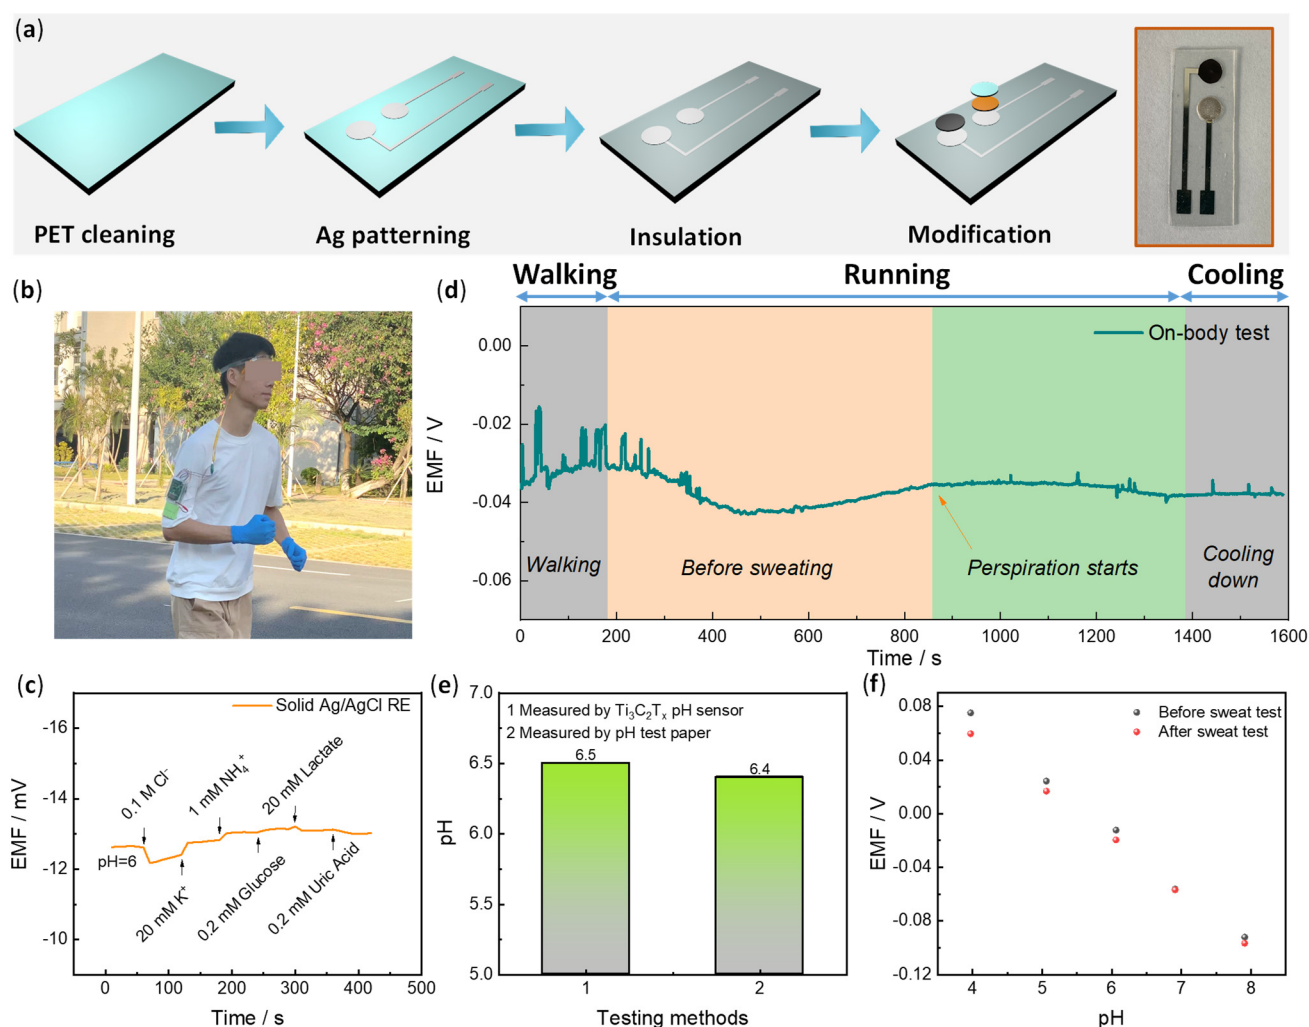 (a)
PET cleaning
Ag patterning
Insulation
Modification
(b)
(d)
Walking
Running
Cooling
On-body test
0.00
-0.02
-0.04
-0.06
EMF / V
Walking
Before sweating
Perspiration starts
Cooling
down
0
200
400
600
800
1000
1200
1400
1600
Time / s
(c)
Solid Ag/AgCl RE
-16
-14
-12
-10
EMF / mV
0.1 M Cl⁻
1 mM NH₄⁺
20 mM Lactate
pH=6
20 mM K⁺
0.2 mM Glucose
0.2 mM Uric Acid
0
100
200
300
400
500
Time / s
(e)
7.0
6.5
6.0
5.5
5.0
pH
1 Measured by Ti₃C₂Tₓ pH sensor
2 Measured by pH test paper
6.5
6.4
1
2
Testing methods
(f)
0.08
0.04
0.00
-0.04
-0.08
-0.12
EMF / V
Before sweat test
After sweat test
4
5
6
7
8
pH